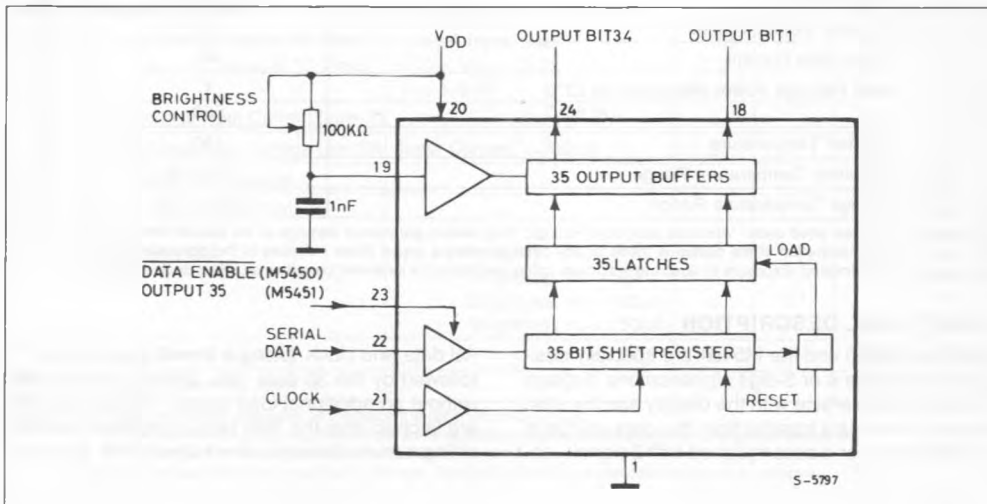 V_DD
OUTPUT BIT34
OUTPUT BIT1
BRIGHTNESS
CONTROL
100KΩ
20
24
18
19
35 OUTPUT BUFFERS
1nF
35 LATCHES
LOAD
DATA ENABLE (M5450)
OUTPUT 35 (M5451)
23
SERIAL
DATA
22
35 BIT SHIFT REGISTER
CLOCK
21
RESET
1
S-5797